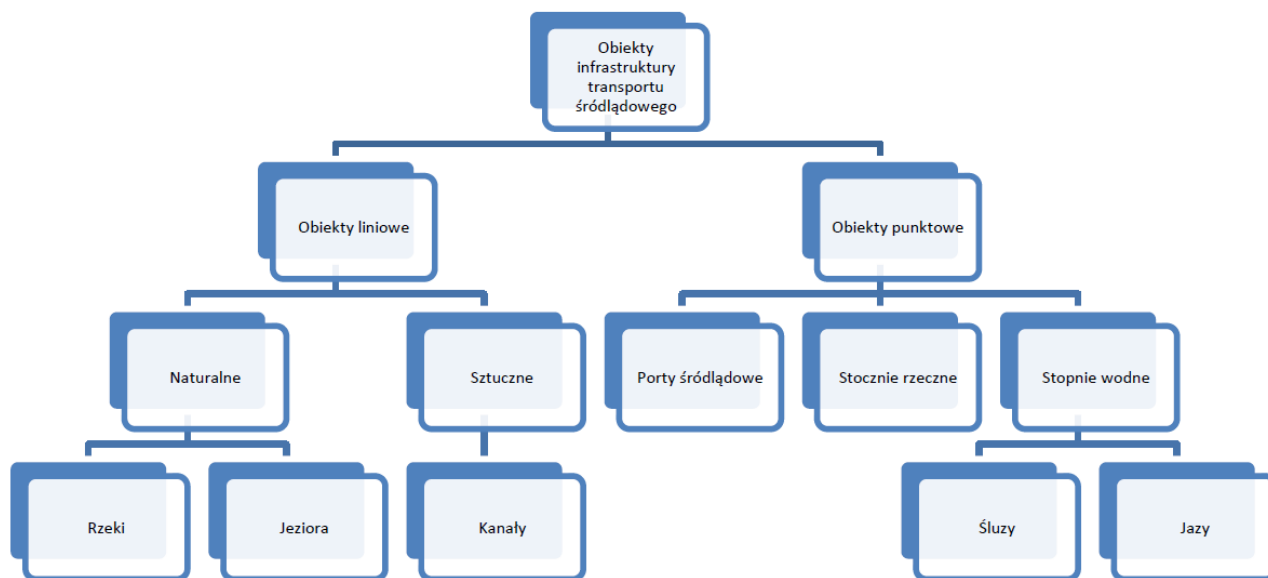 Obiekty
infrastruktury
transportu
śródlądowego
Obiekty liniowe
Obiekty punktowe
Naturalne
Sztuczne
Porty śródlądowe
Stocznie rzeczne
Stopnie wodne
Rzeki
Jeziora
Kanały
Śluzy
Jazy